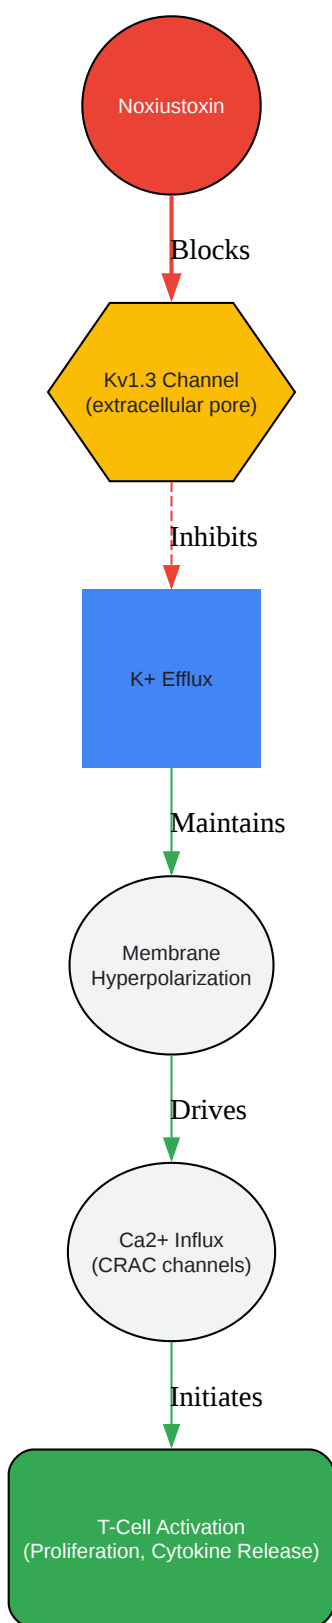 Noxiustoxin
Blocks
Kv1.3 Channel
(extracellular pore)
Inhibits
K+ Efflux
Maintains
Membrane
Hyperpolarization
Drives
Ca2+ Influx
(CRAC channels)
Initiates
T-Cell Activation
(Proliferation, Cytokine Release)